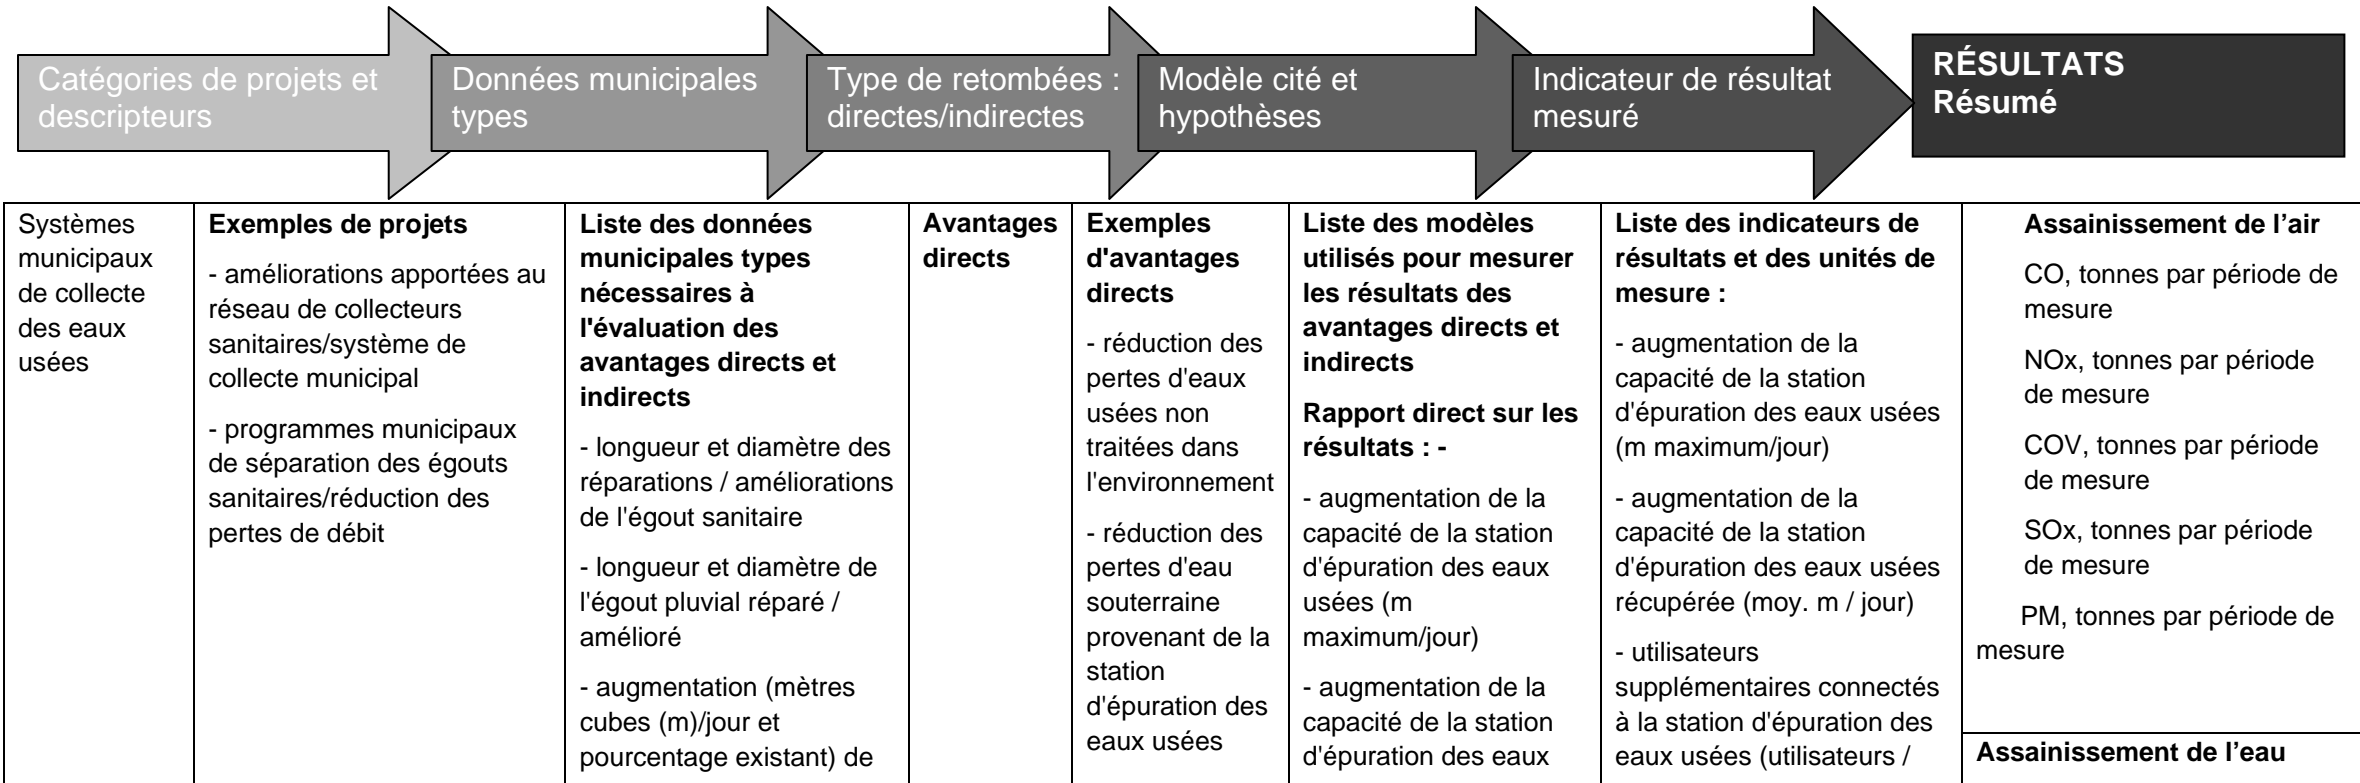 Catégories de projets et
descripteurs
Données municipales
types
Type de retombées :
directes/indirectes
Modèle cité et
hypothèses
Indicateur de résultat
mesuré
RÉSULTATS
Résumé
Systèmes
municipaux
de collecte
des eaux
usées
Exemples de projets
- améliorations apportées au
réseau de collecteurs
sanitaires/système de
collecte municipal
- programmes municipaux
de séparation des égouts
sanitaires/réduction des
pertes de débit
Liste des données
municipales types
nécessaires à
l'évaluation des
avantages directs et
indirects
- longueur et diamètre des
réparations / améliorations
de l'égout sanitaire
- longueur et diamètre de
l'égout pluvial réparé /
amélioré
- augmentation (mètres
cubes (m)/jour et
pourcentage existant) de
Avantages
directs
Exemples
d'avantages
directs
- réduction des
pertes d'eaux
usées non
traitées dans
l'environnement
- réduction des
pertes d'eau
souterraine
provenant de la
station
d'épuration des
eaux usées
Liste des modèles
utilisés pour mesurer
les résultats des
avantages directs et
indirects
Rapport direct sur les
résultats : -
- augmentation de la
capacité de la station
d'épuration des eaux
usées (m
maximum/jour)
- augmentation de la
capacité de la station
d'épuration des eaux
Liste des indicateurs de
résultats et des unités de
mesure :
- augmentation de la
capacité de la station
d'épuration des eaux usées
(m maximum/jour)
- augmentation de la
capacité de la station
d'épuration des eaux usées
récupérée (moy. m / jour)
- utilisateurs
supplémentaires connectés
à la station d'épuration des
eaux usées (utilisateurs /
Assainissement de l’air
CO, tonnes par période de
mesure
NOx, tonnes par période
de mesure
COV, tonnes par période
de mesure
SOx, tonnes par période
de mesure
PM, tonnes par période de
mesure
Assainissement de l’eau